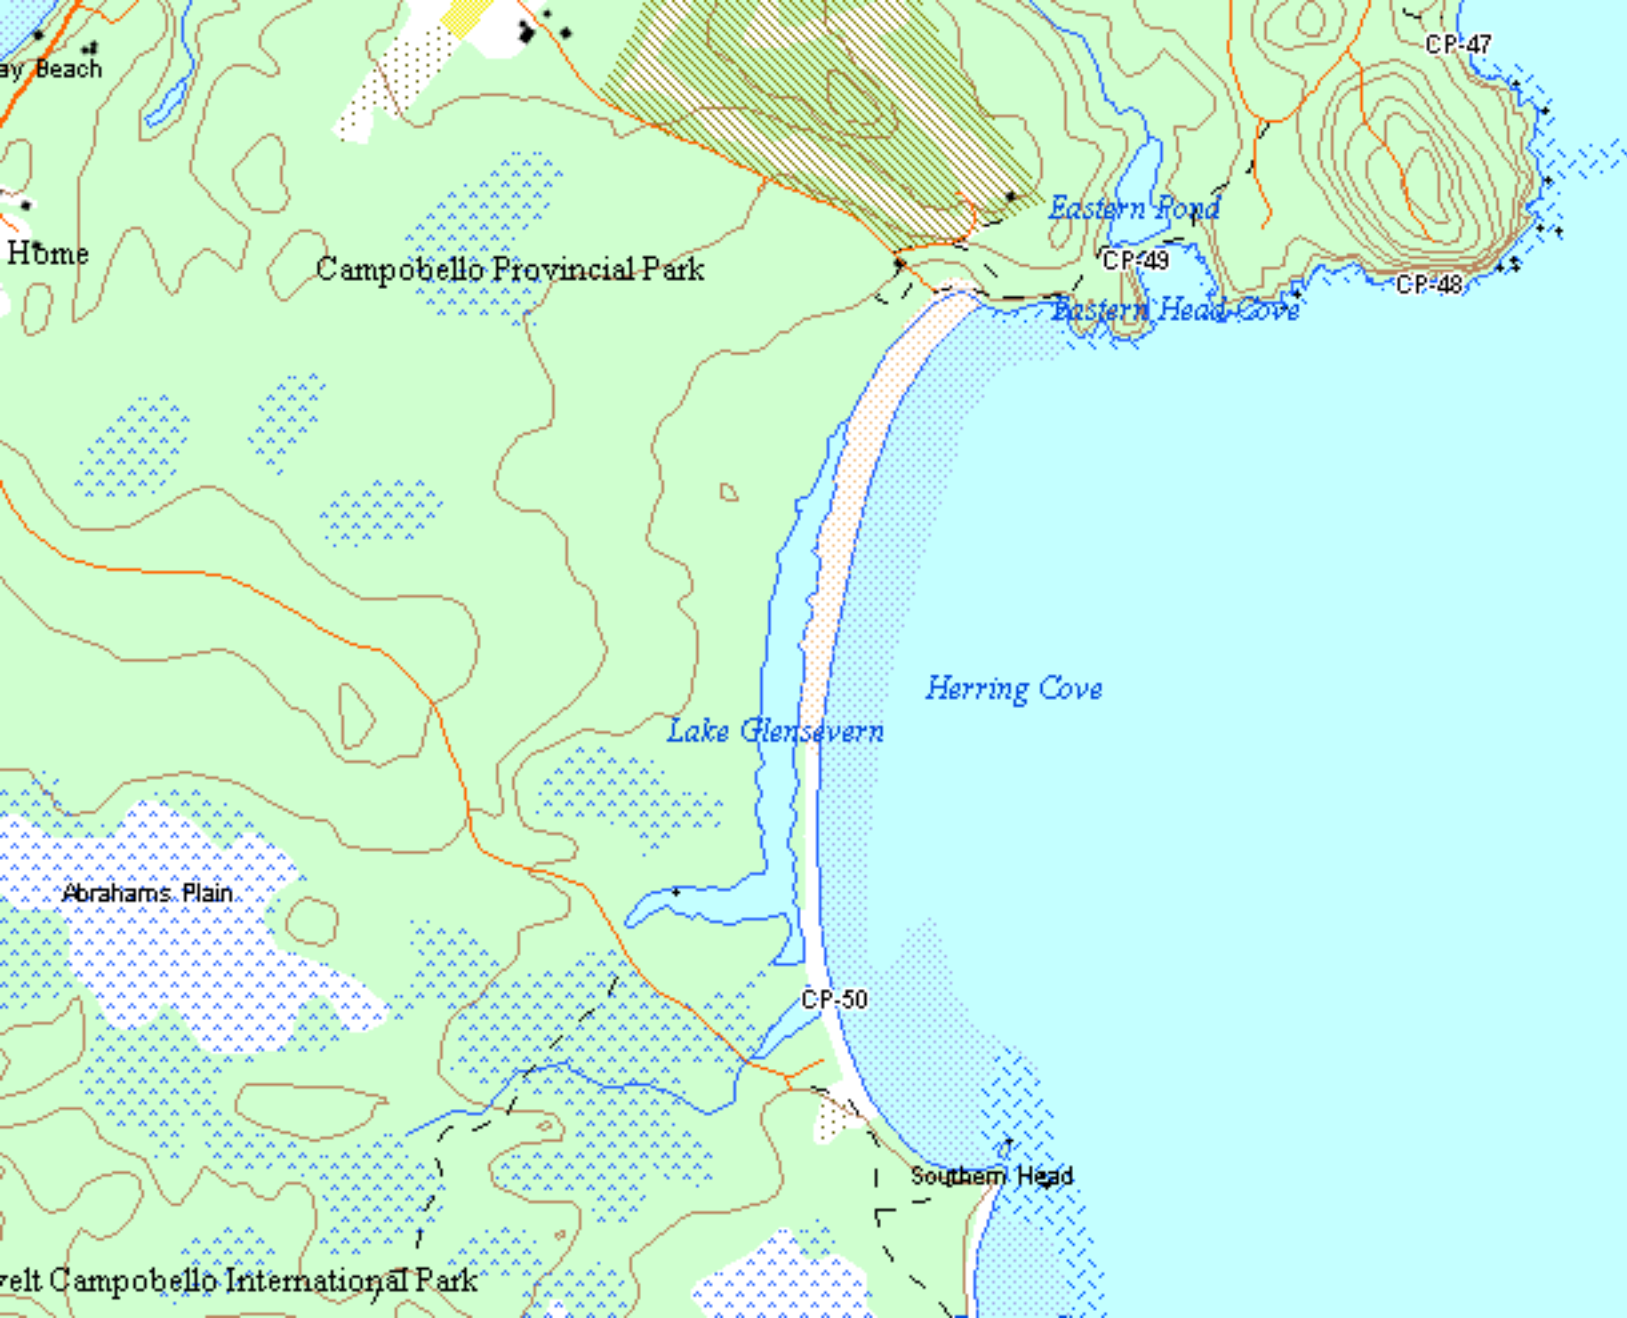 CP-47
ay Beach
Eastern Pond
Home
CP-49
Campobello Provincial Park
CP-48
Eastern Head Cove
Herring Cove
Lake Glensevern
Abrahams Plain
CP-50
Southern Head
velt Campobello International Park